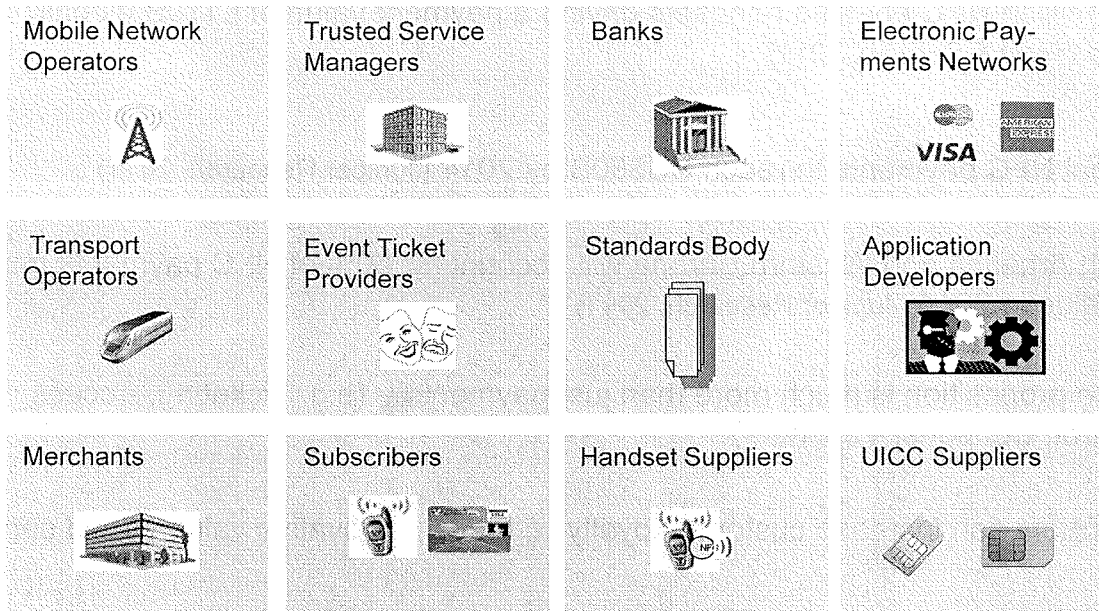 Mobile Network
Operators
Trusted Service
Managers
Banks
Electronic Pay-
ments Networks
VISA
AMERICAN
EXPRESS
Transport
Operators
Event Ticket
Providers
Standards Body
Application
Developers
Merchants
Subscribers
Handset Suppliers
NF
UICC Suppliers